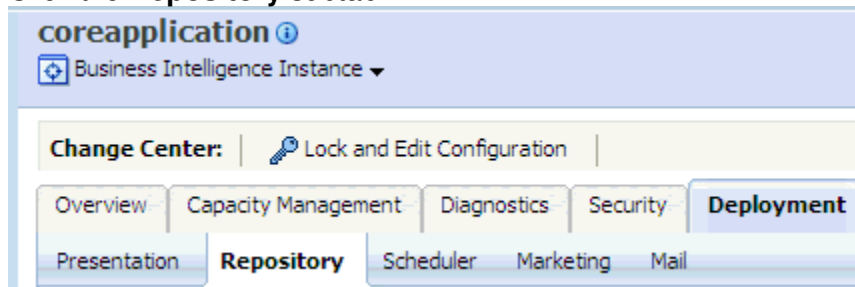 coreapplication
Business Intelligence Instance
Change Center: Lock and Edit Configuration
Overview Capacity Management Diagnostics Security Deployment
Presentation Repository Scheduler Marketing Mail